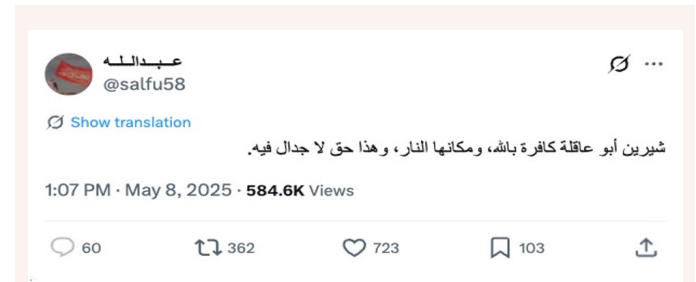 عـبـدالـلـه
@salfu58
Show translation
شيرين أبو عاقلة كافرة بالله، ومكانها النار، وهذا حق لا جدال فيه.
1:07 PM · May 8, 2025 · 584.6K Views
60 362 723 103